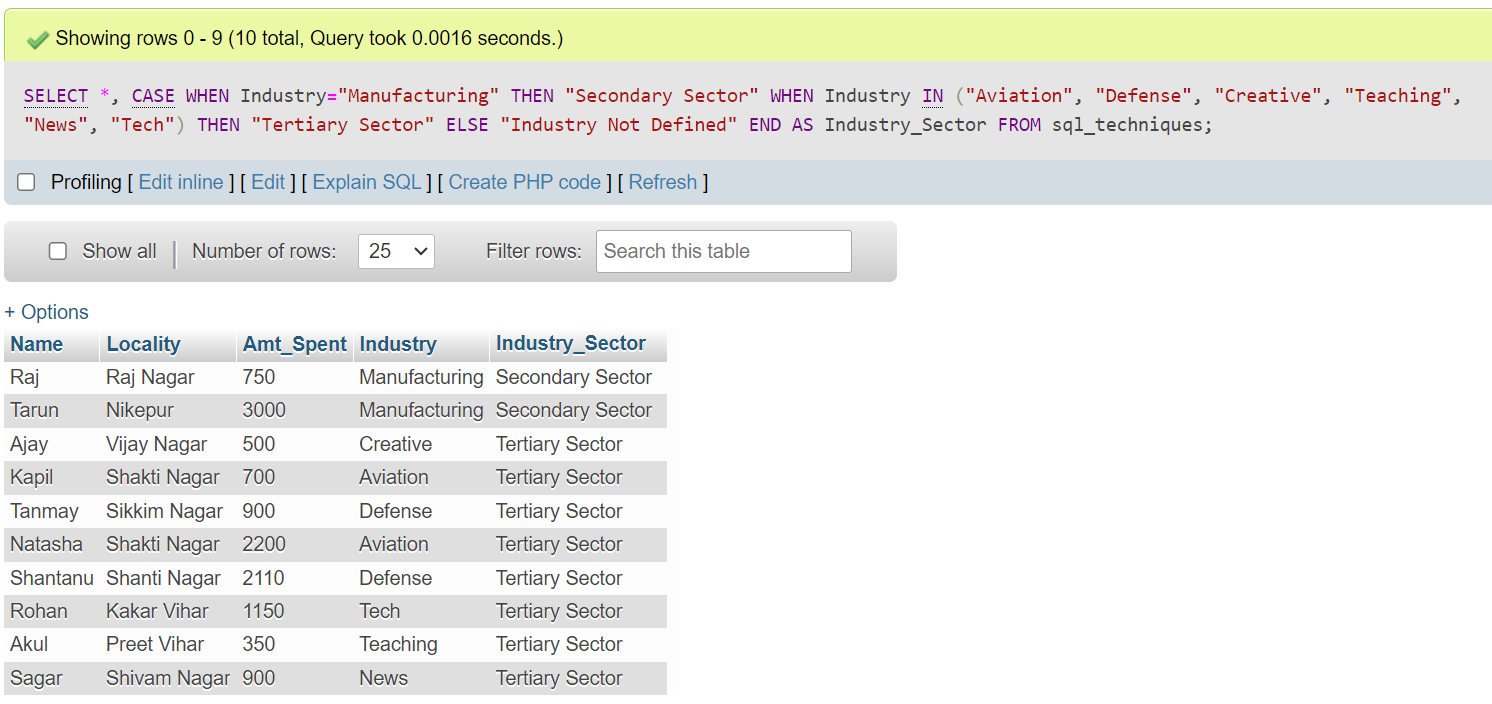 Showing rows 0 - 9 (10 total, Query took 0.0016 seconds.)
SELECT *, CASE WHEN Industry="Manufacturing" THEN "Secondary Sector" WHEN Industry IN ("Aviation", "Defense", "Creative", "Teaching",
"News", "Tech") THEN "Tertiary Sector" ELSE "Industry Not Defined" END AS Industry_Sector FROM sql_techniques;
Profiling [ Edit inline ] [ Edit ] [ Explain SQL ] [ Create PHP code ] [ Refresh ]
Show all | Number of rows: 25 Filter rows: Search this table
+ Options
Name Locality Amt_Spent Industry Industry_Sector
Raj Raj Nagar 750 Manufacturing Secondary Sector
Tarun Nikepur 3000 Manufacturing Secondary Sector
Ajay Vijay Nagar 500 Creative Tertiary Sector
Kapil Shakti Nagar 700 Aviation Tertiary Sector
Tanmay Sikkim Nagar 900 Defense Tertiary Sector
Natasha Shakti Nagar 2200 Aviation Tertiary Sector
Shantanu Shanti Nagar 2110 Defense Tertiary Sector
Rohan Kakar Vihar 1150 Tech Tertiary Sector
Akul Preet Vihar 350 Teaching Tertiary Sector
Sagar Shivam Nagar 900 News Tertiary Sector